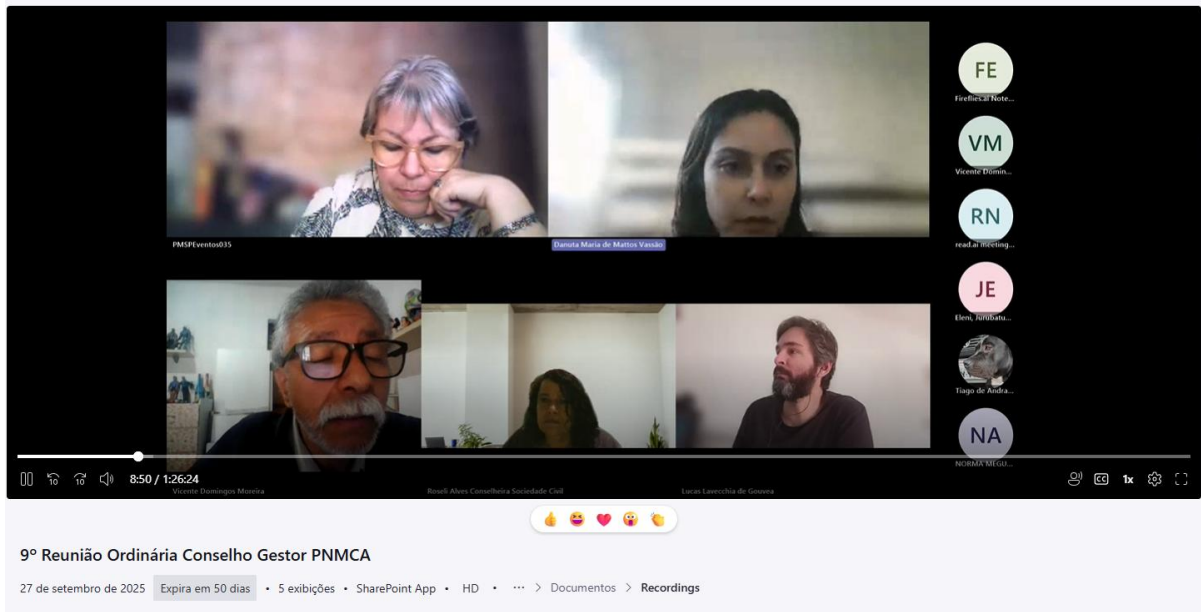 FE
Fireflies.ai Note...
VM
Vicente Domin...
RN
read.ai meeting...
JE
Eleni, Jurubatu...
Tiago de Andra...
NA
NORMA MEGU...
PMSPEventos035
Danuta Maria de Mattos Vassão
10
10
8:50 / 1:26:24
CC
1x
Vicente Domingos Moreira
Roseli Alves Conselheira Sociedade Civil
Lucas Lavecchia de Gouvea
9º Reunião Ordinária Conselho Gestor PNMCA
27 de setembro de 2025 Expira em 50 dias • 5 exibições • SharePoint App • HD • ··· > Documentos > Recordings